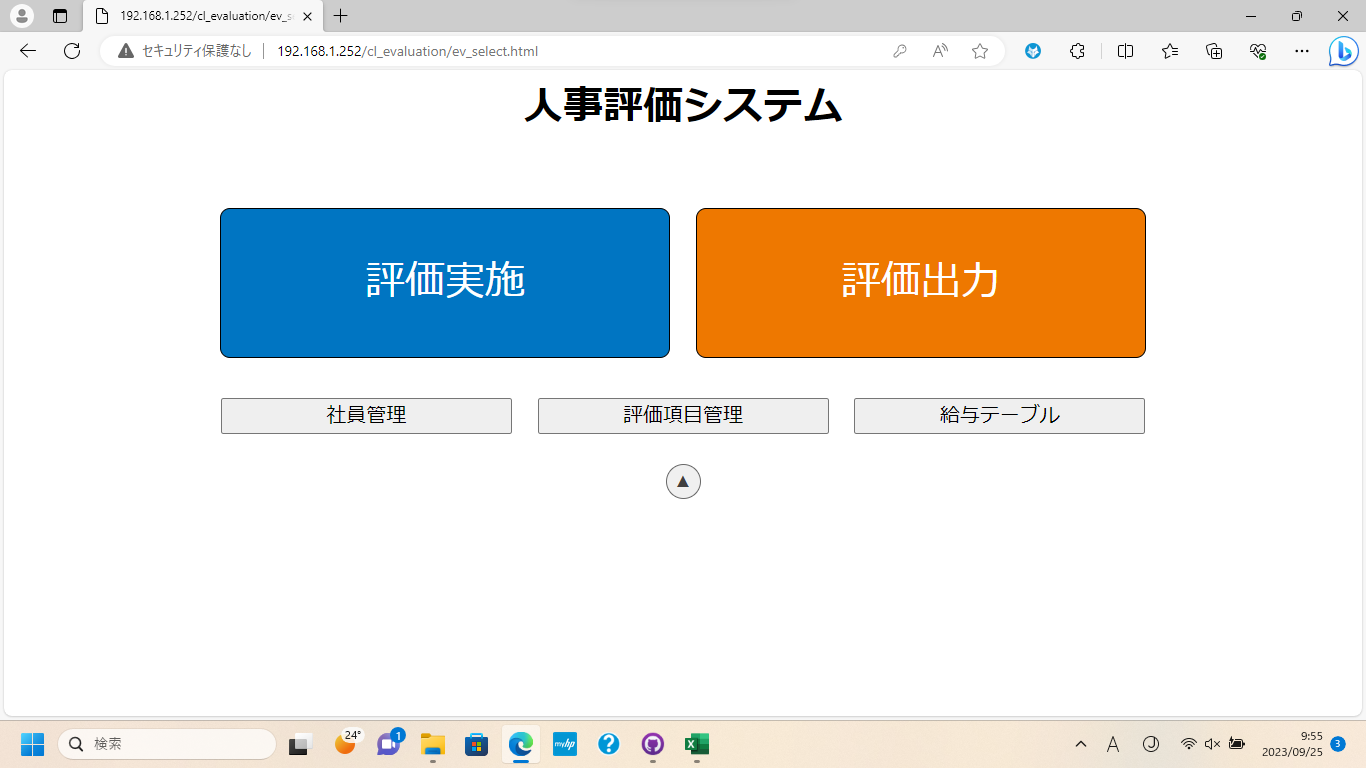 192.168.1.252/cl_evaluation/ev_s
セキュリティ保護なし
192.168.1.252/cl_evaluation/ev_select.html
人事評価システム
評価実施
評価出力
社員管理
評価項目管理
給与テーブル
▲
検索
24°
1
myhp
A
9:55
2023/09/25
3